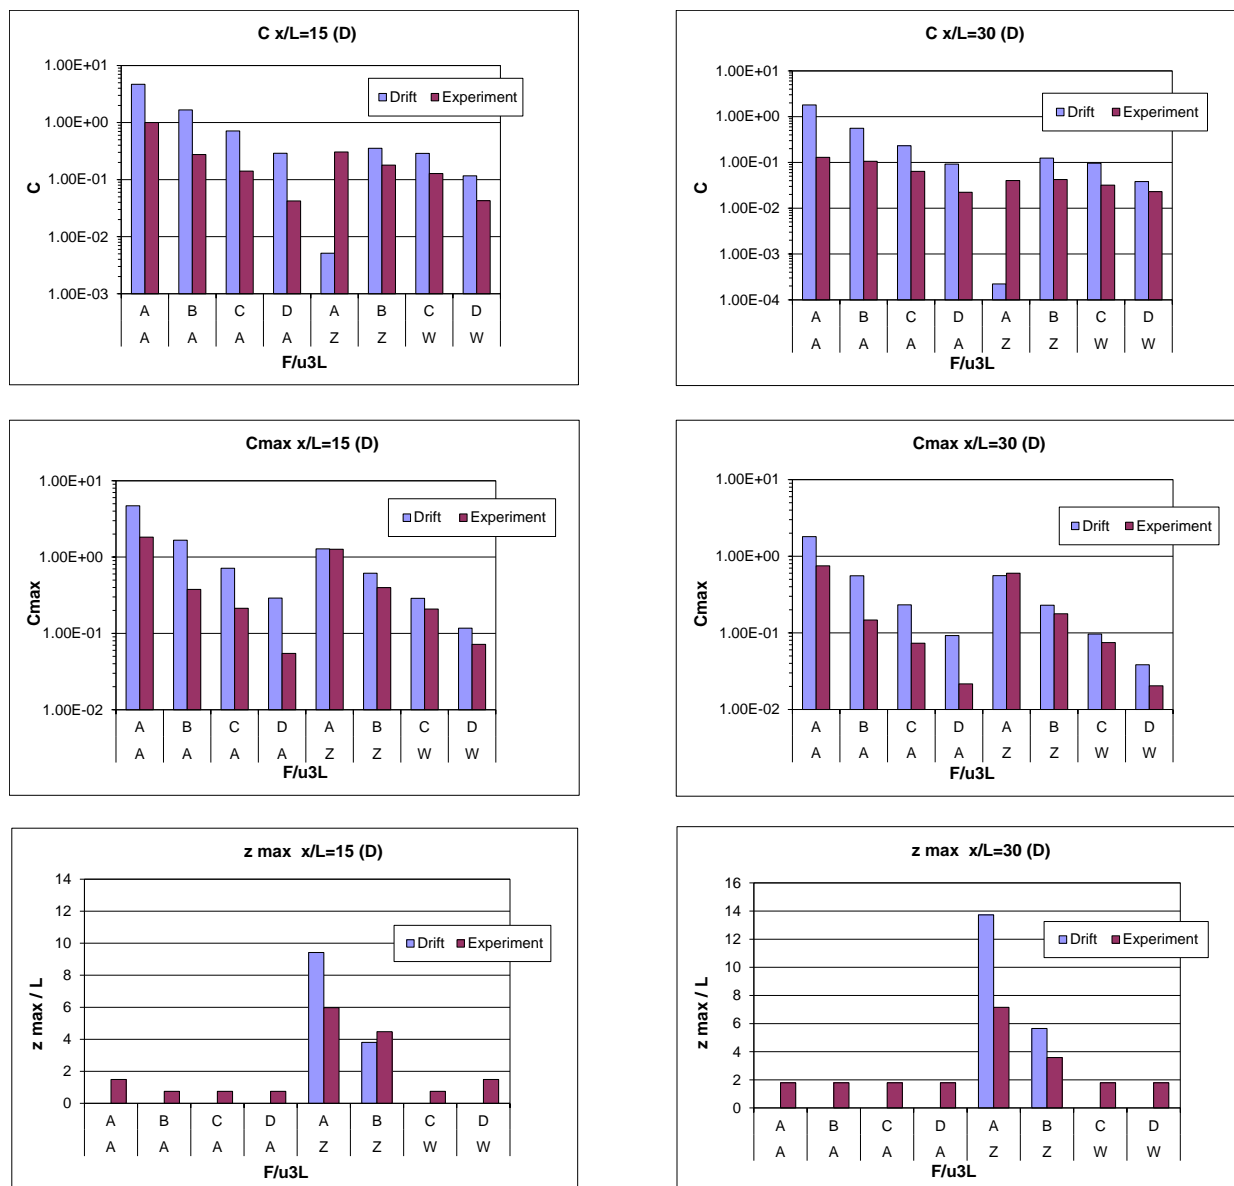 C x/L=15 (D)
1.00E+01
1.00E+00
1.00E-01
1.00E-02
1.00E-03
C
Drift Experiment
A B C D A B C D
A A A A Z Z W W
F/u3L
C x/L=30 (D)
1.00E+01
1.00E+00
1.00E-01
1.00E-02
1.00E-03
1.00E-04
C
Drift Experiment
A B C D A B C D
A A A A Z Z W W
F/u3L
Cmax x/L=15 (D)
1.00E+01
1.00E+00
1.00E-01
1.00E-02
Cmax
Drift Experiment
A B C D A B C D
A A A A Z Z W W
F/u3L
Cmax x/L=30 (D)
1.00E+01
1.00E+00
1.00E-01
1.00E-02
Cmax
Drift Experiment
A B C D A B C D
A A A A Z Z W W
F/u3L
z max x/L=15 (D)
14
12
10
8
6
4
2
0
z max / L
Drift Experiment
A B C D A B C D
A A A A Z Z W W
F/u3L
z max x/L=30 (D)
16
14
12
10
8
6
4
2
0
z max / L
Drift Experiment
A B C D A B C D
A A A A Z Z W W
F/u3L